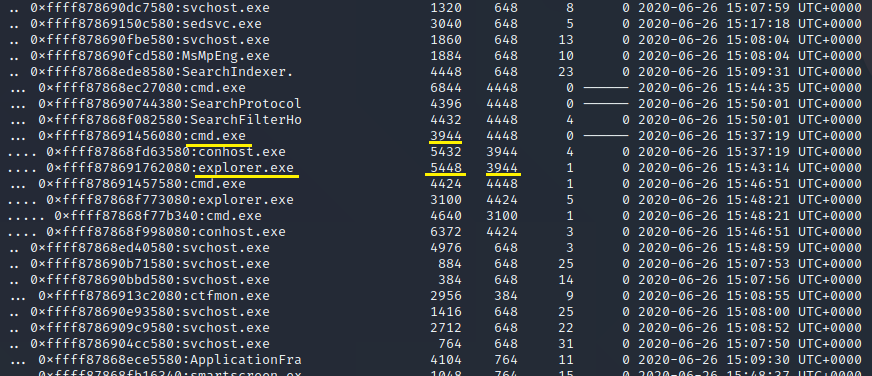 .. 0×ffff878690dc7580:svchost.exe 1320 648 8 0 2020-06-26 15:07:59 UTC+0000
.. 0×ffff87869150c580:sedsvc.exe 3040 648 5 0 2020-06-26 15:17:18 UTC+0000
.. 0×ffff878690fbe580:svchost.exe 1860 648 13 0 2020-06-26 15:08:04 UTC+0000
.. 0×ffff878690fcd580:MsMpEng.exe 1884 648 10 0 2020-06-26 15:08:04 UTC+0000
.. 0×ffff87868ede8580:SearchIndexer. 4448 648 23 0 2020-06-26 15:09:31 UTC+0000
... 0×ffff87868ec27080:cmd.exe 6844 4448 0 ------ 2020-06-26 15:44:35 UTC+0000
... 0×ffff878690744380:SearchProtocol 4396 4448 0 ------ 2020-06-26 15:50:01 UTC+0000
... 0×ffff87868f082580:SearchFilterHo 4432 4448 4 0 2020-06-26 15:50:01 UTC+0000
... 0×ffff878691456080:cmd.exe 3944 4448 0 ------ 2020-06-26 15:37:19 UTC+0000
.... 0×ffff87868fd63580:conhost.exe 5432 3944 4 0 2020-06-26 15:37:19 UTC+0000
.... 0×ffff878691762080:explorer.exe 5448 3944 1 0 2020-06-26 15:43:14 UTC+0000
... 0×ffff878691457580:cmd.exe 4424 4448 1 0 2020-06-26 15:46:51 UTC+0000
.... 0×ffff87868f773080:explorer.exe 3100 4424 5 0 2020-06-26 15:48:21 UTC+0000
..... 0×ffff87868f77b340:cmd.exe 4640 3100 1 0 2020-06-26 15:48:21 UTC+0000
.... 0×ffff87868f998080:conhost.exe 6372 4424 3 0 2020-06-26 15:46:51 UTC+0000
.. 0×ffff87868ed40580:svchost.exe 4976 648 3 0 2020-06-26 15:48:59 UTC+0000
.. 0×ffff878690b71580:svchost.exe 884 648 25 0 2020-06-26 15:07:53 UTC+0000
.. 0×ffff878690bbd580:svchost.exe 384 648 14 0 2020-06-26 15:07:56 UTC+0000
... 0×ffff8786913c2080:ctfmon.exe 2956 384 9 0 2020-06-26 15:08:55 UTC+0000
.. 0×ffff878690e93580:svchost.exe 1416 648 25 0 2020-06-26 15:08:00 UTC+0000
.. 0×ffff8786909c9580:svchost.exe 2712 648 22 0 2020-06-26 15:08:52 UTC+0000
.. 0×ffff8786904cc580:svchost.exe 764 648 31 0 2020-06-26 15:07:50 UTC+0000
... 0×ffff87868ece5580:ApplicationFra 4104 764 11 0 2020-06-26 15:09:30 UTC+0000
... 0×ffff87868fb16340:smartscreen.ex 1048 764 15 0 2020-06-26 15:48:37 UTC+0000